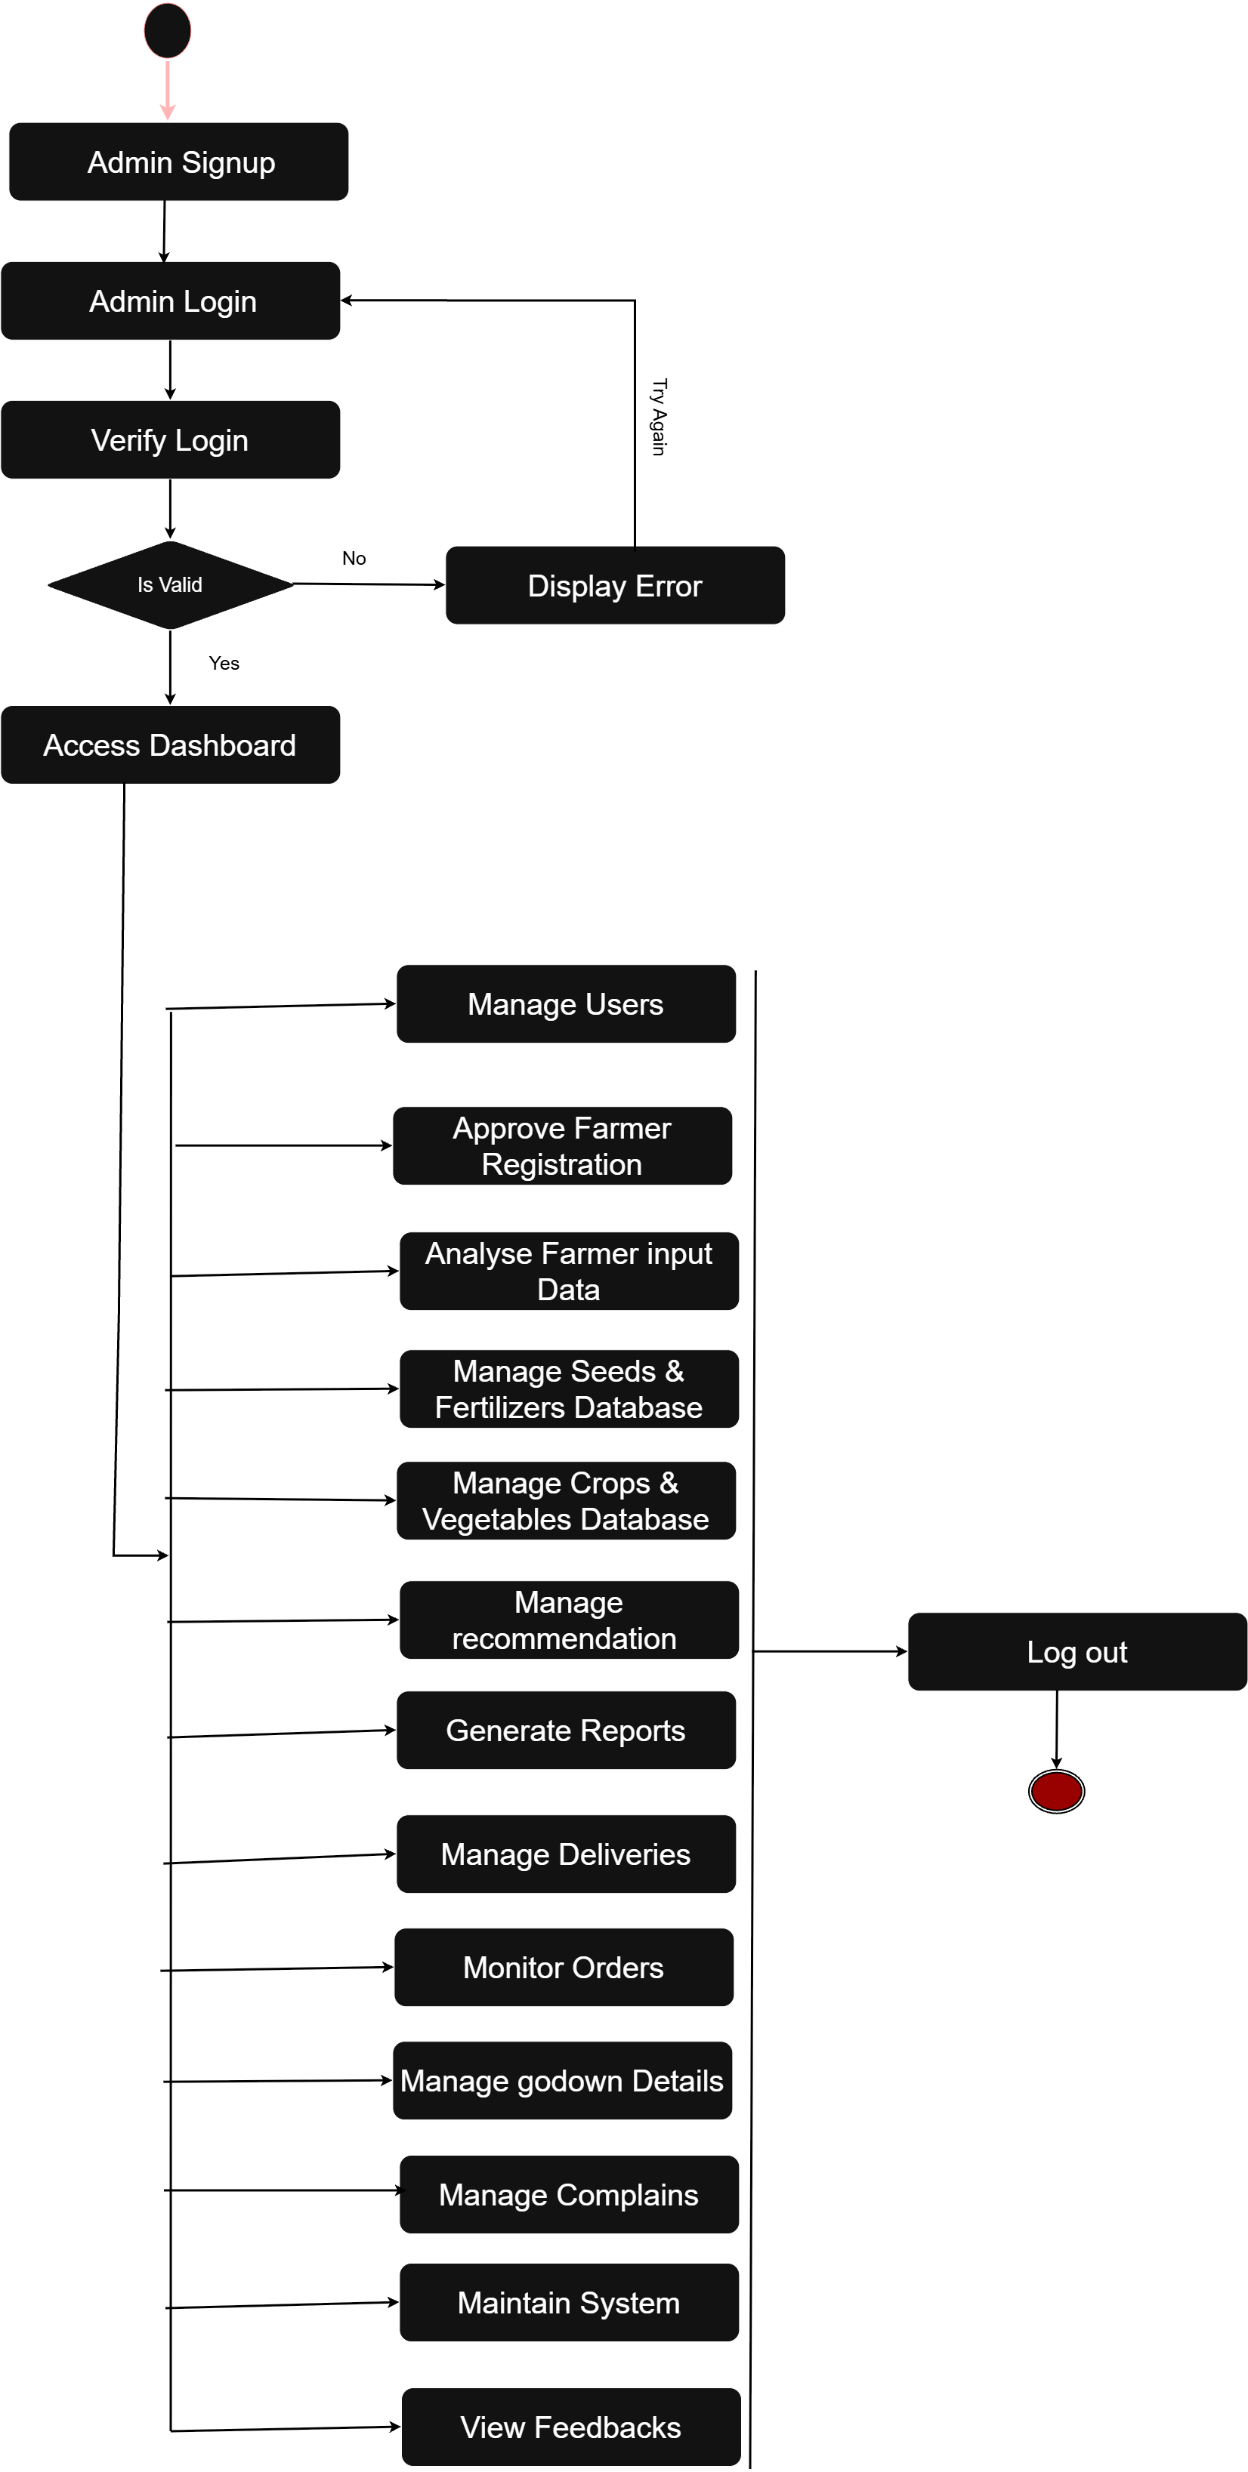 Admin Signup
Admin Login
Try Again
Verify Login
Is Valid
No
Display Error
Yes
Access Dashboard
Manage Users
Approve Farmer
Registration
Analyse Farmer input
Data
Manage Seeds &
Fertilizers Database
Manage Crops &
Vegetables Database
Manage
recommendation
Log out
Generate Reports
Manage Deliveries
Monitor Orders
Manage godown Details
Manage Complains
Maintain System
View Feedbacks